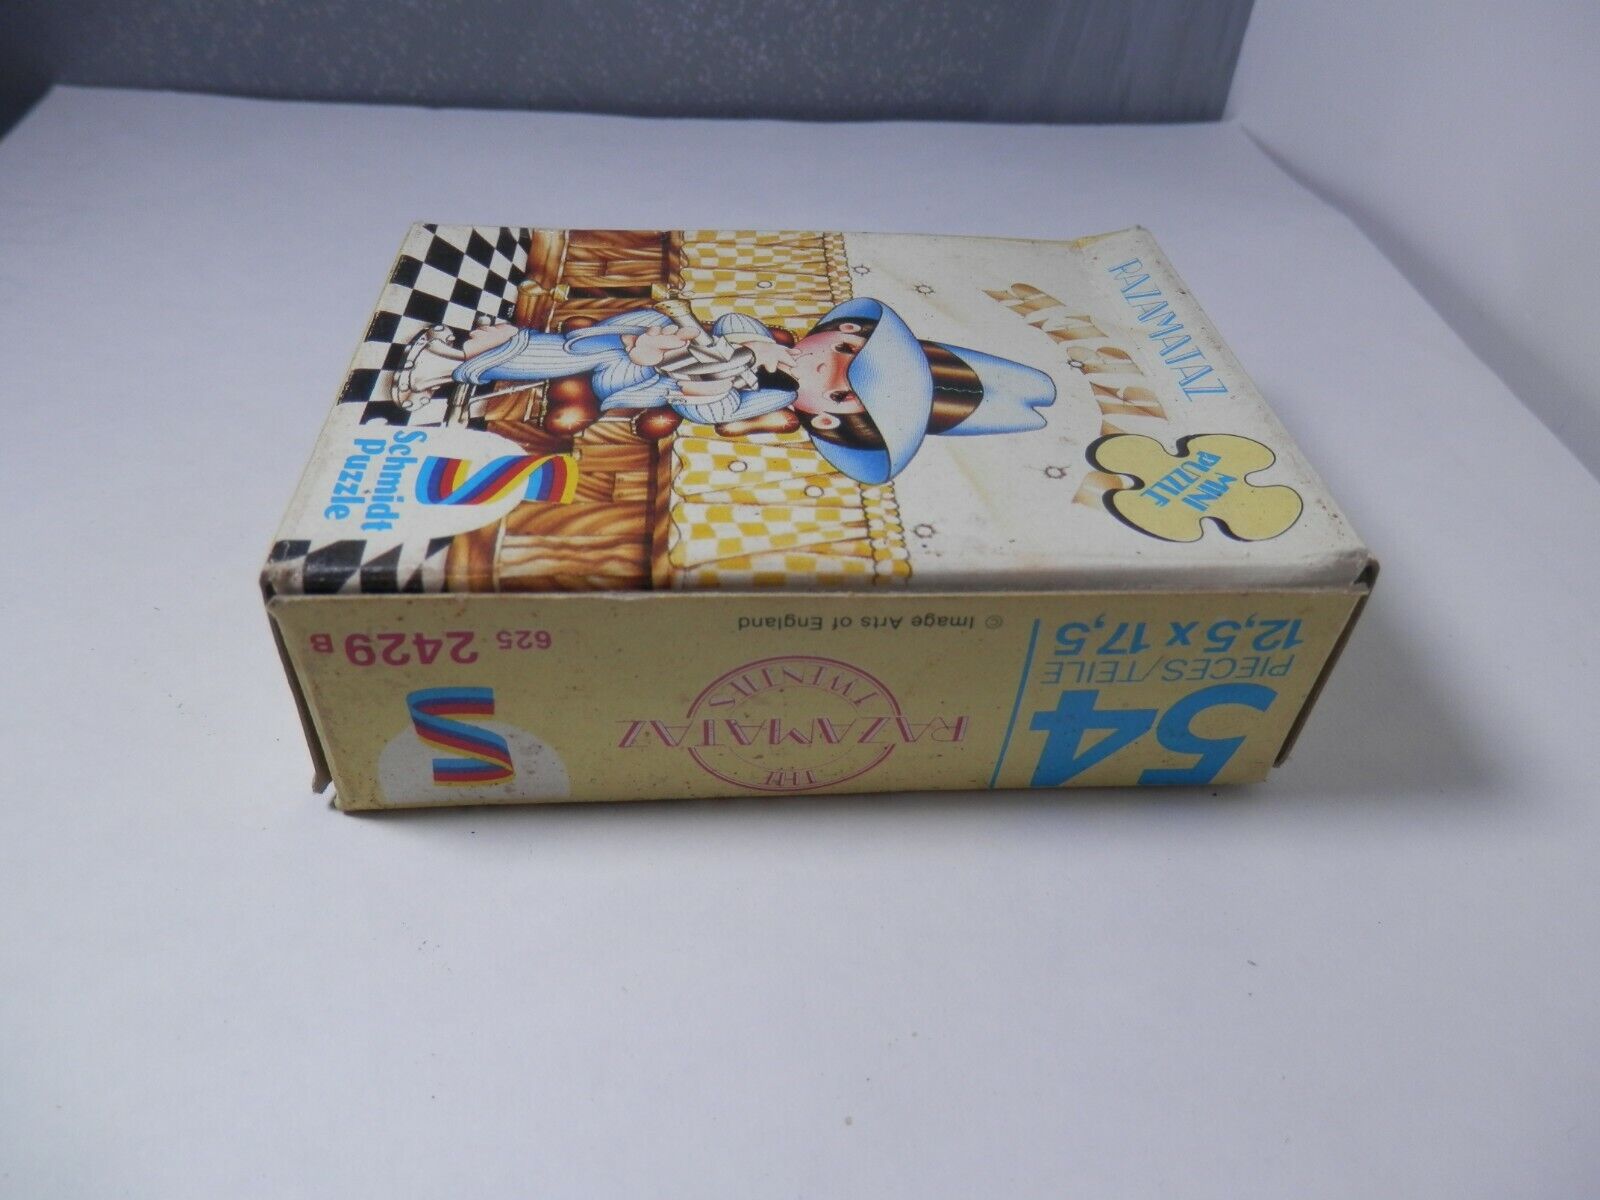 RAZAMATAZ
MINI
PUZZLE
Schmidt
Puzzle
54
PIECES/TEILE
12,5 x 17,5
THE
RAZAMATAZ
TWENTIES
© Image Arts of England
625 2429 B